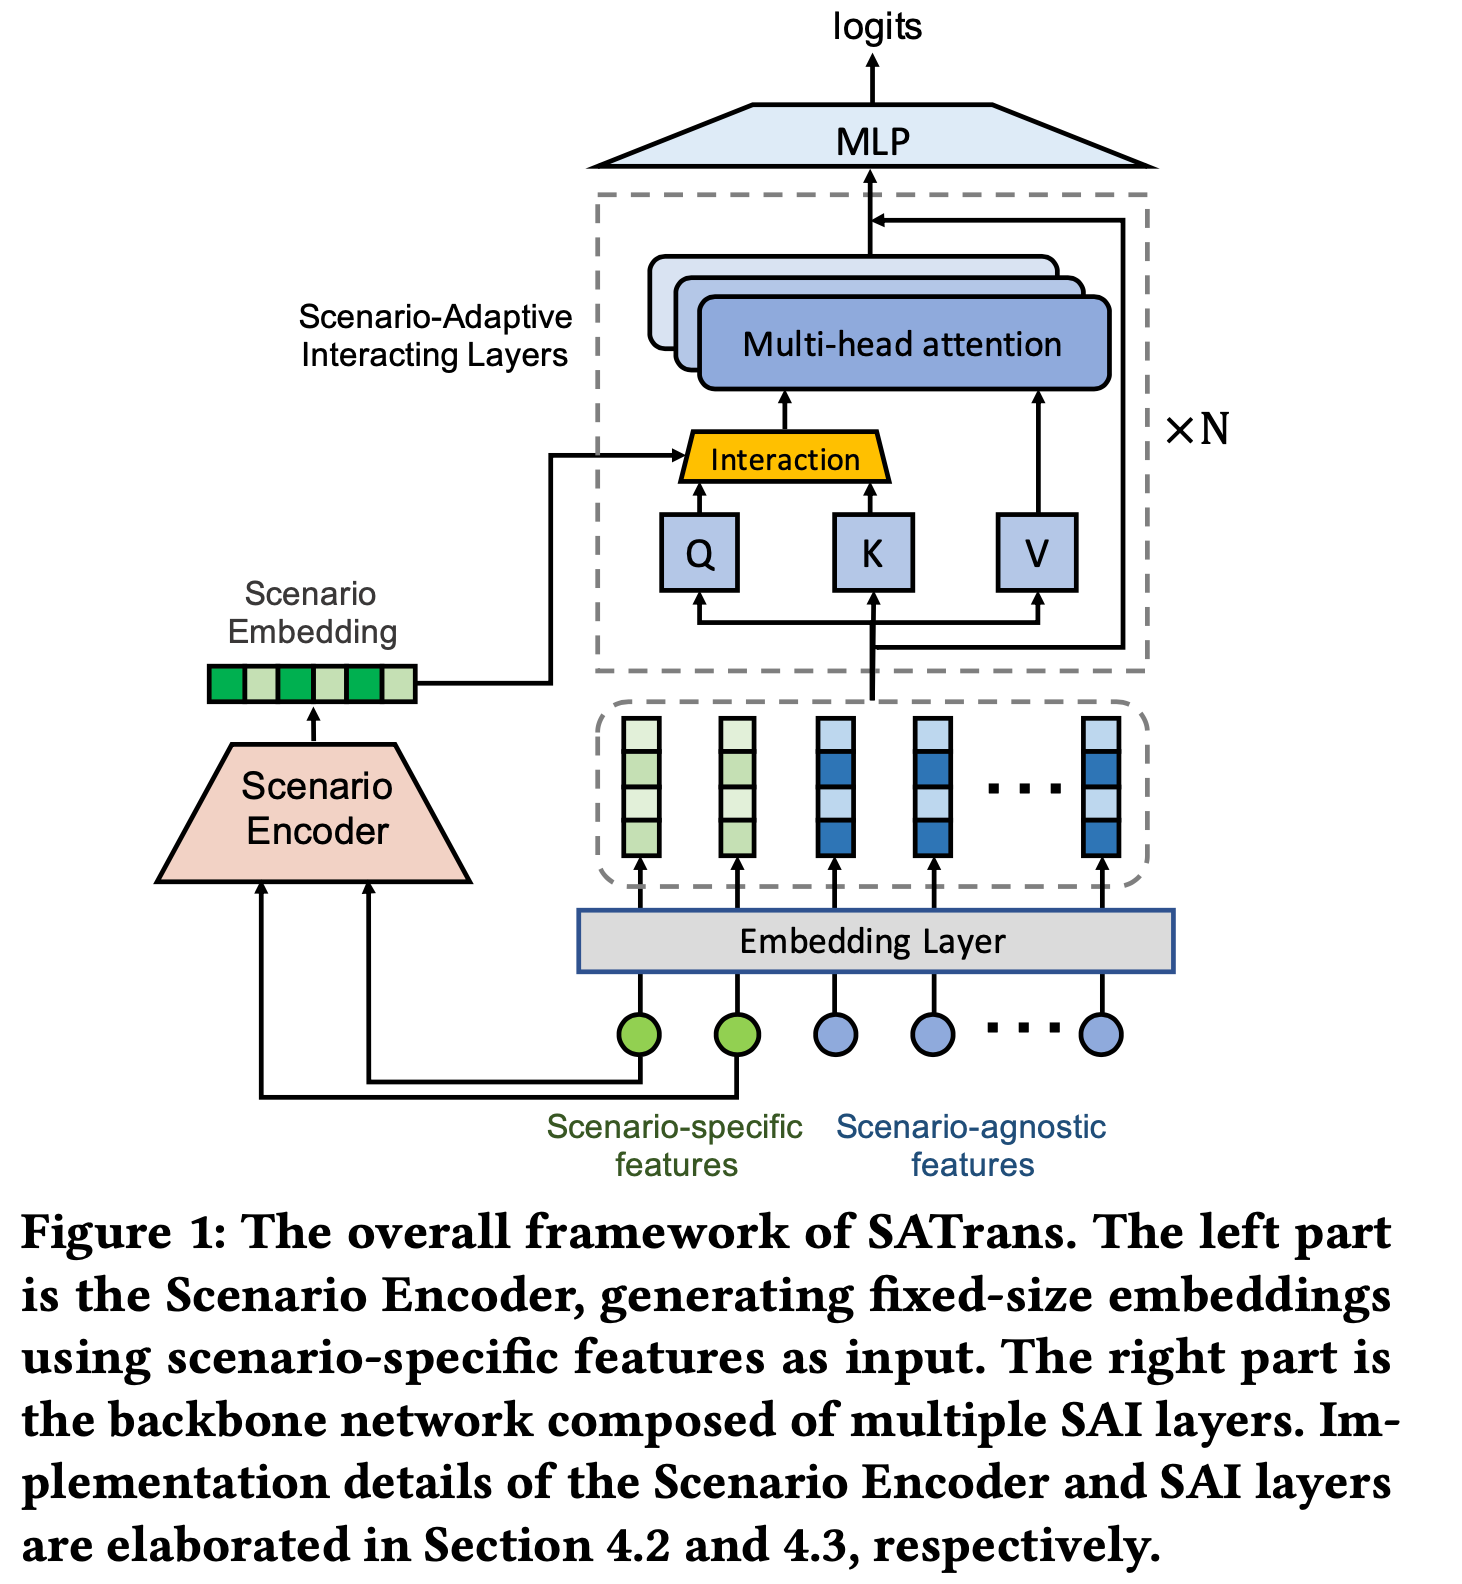 logits
MLP
Scenario-Adaptive
Interacting Layers
Multi-head attention
×N
Interaction
Q
K
V
Scenario
Embedding
Scenario
Encoder
Embedding Layer
Scenario-specific
features
Scenario-agnostic
features
Figure 1: The overall framework of SATrans. The left part
is the Scenario Encoder, generating fixed-size embeddings
using scenario-specific features as input. The right part is
the backbone network composed of multiple SAI layers. Im-
plementation details of the Scenario Encoder and SAI layers
are elaborated in Section 4.2 and 4.3, respectively.